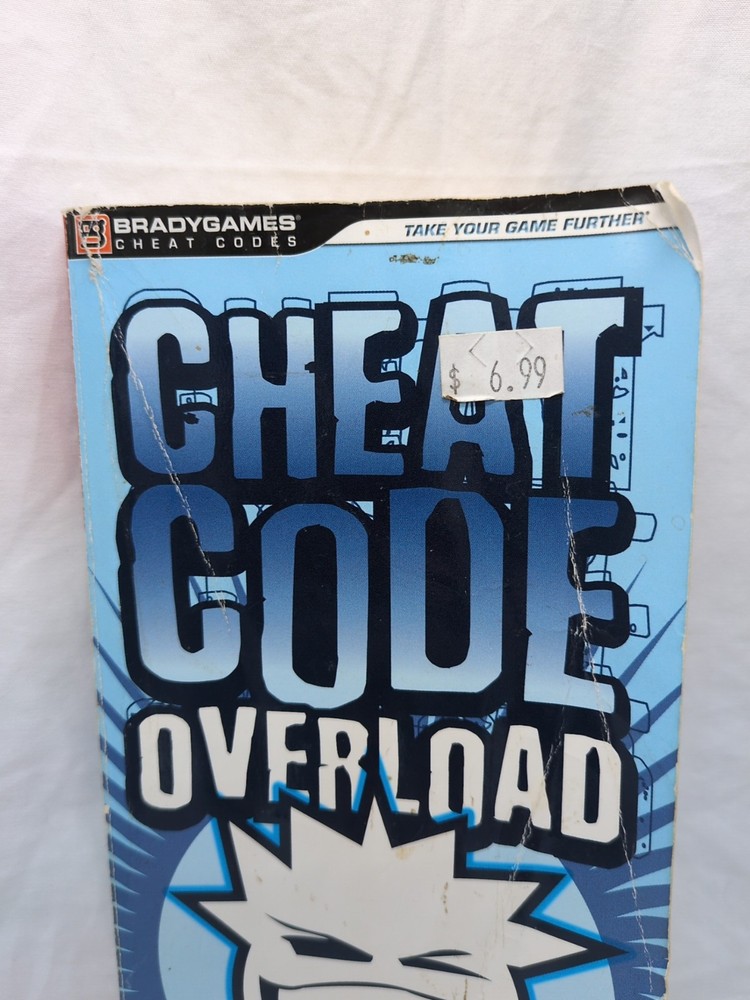 BRADYGAMES®
CHEAT CODES
TAKE YOUR GAME FURTHER®
CHEAT
$ 6.99
CODE
OVERLOAD